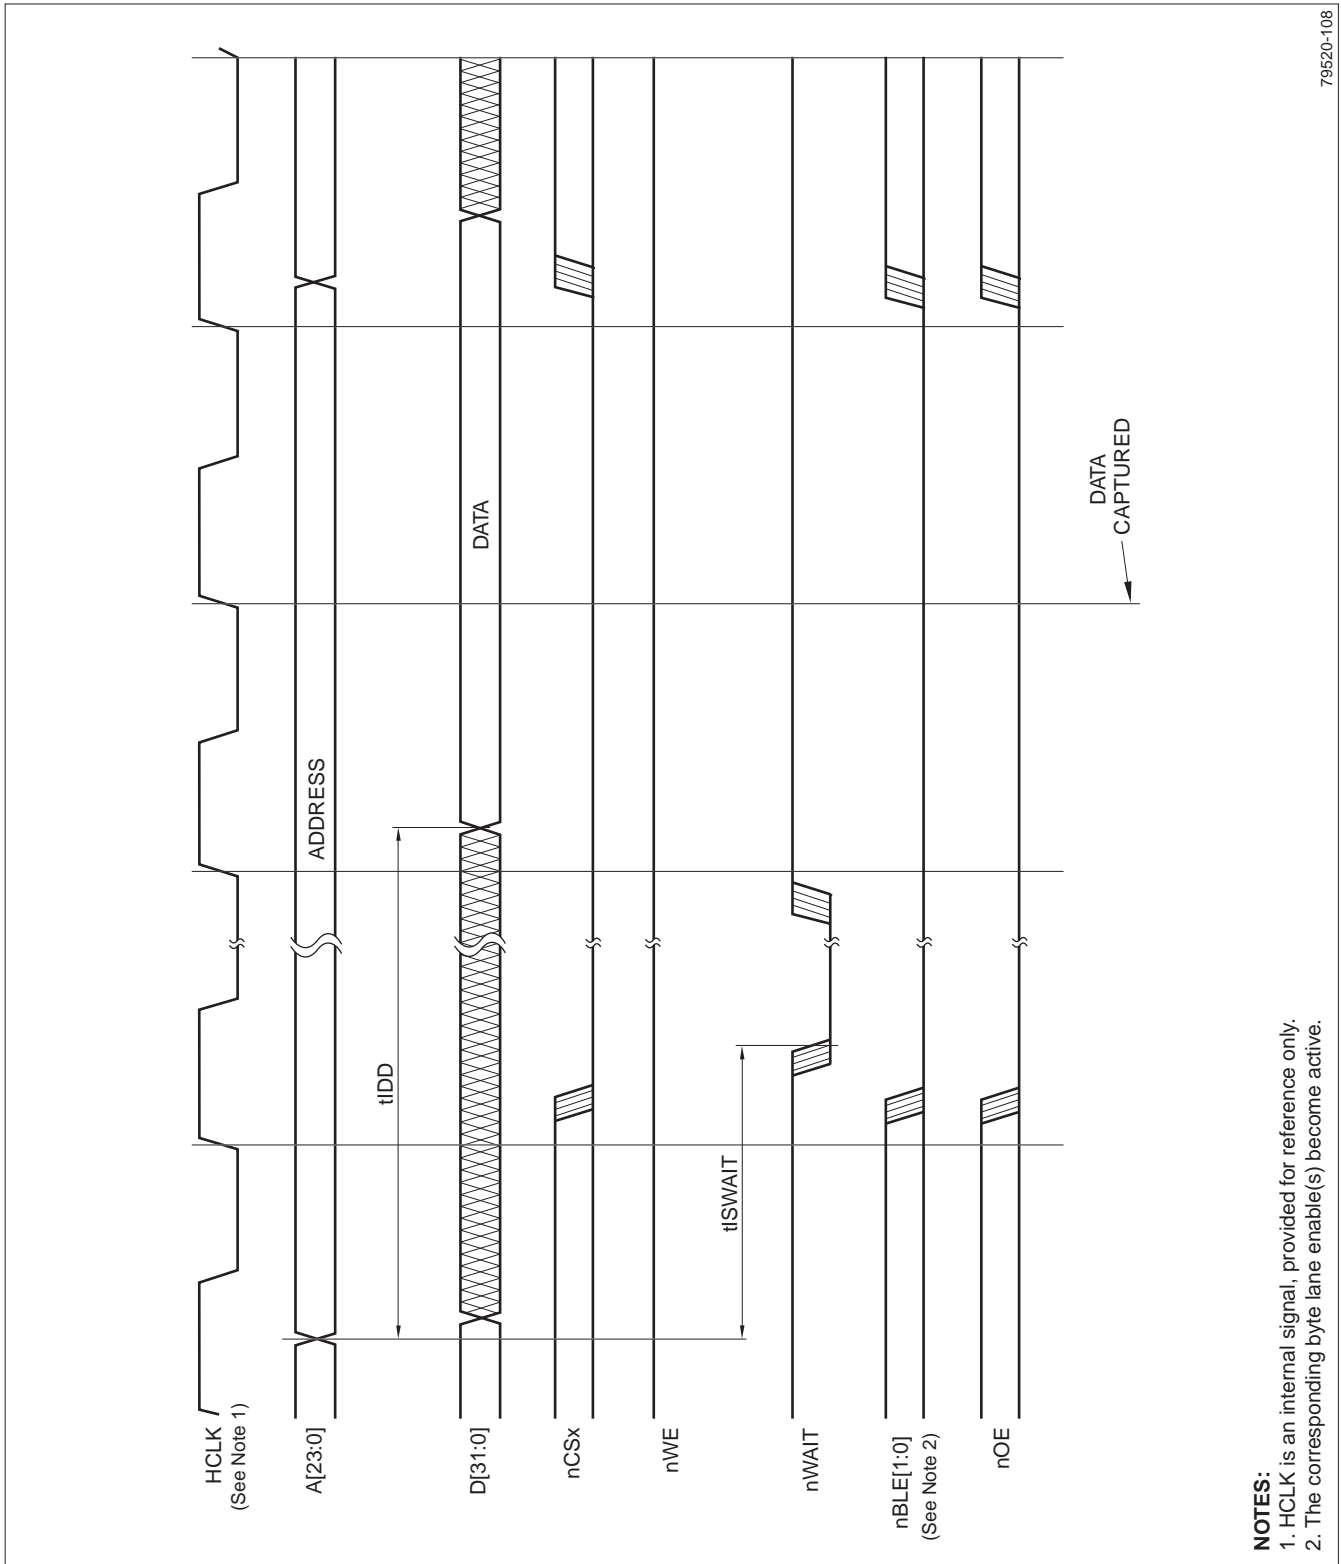 HCLK
(See Note 1)
A[23:0]
ADDRESS
tIDD
D[31:0]
DATA
nCSx
nWE
tISWAIT
nWAIT
nBLE[1:0]
(See Note 2)
nOE
DATA
CAPTURED
NOTES:
1. HCLK is an internal signal, provided for reference only.
2. The corresponding byte lane enable(s) become active.
79520-108